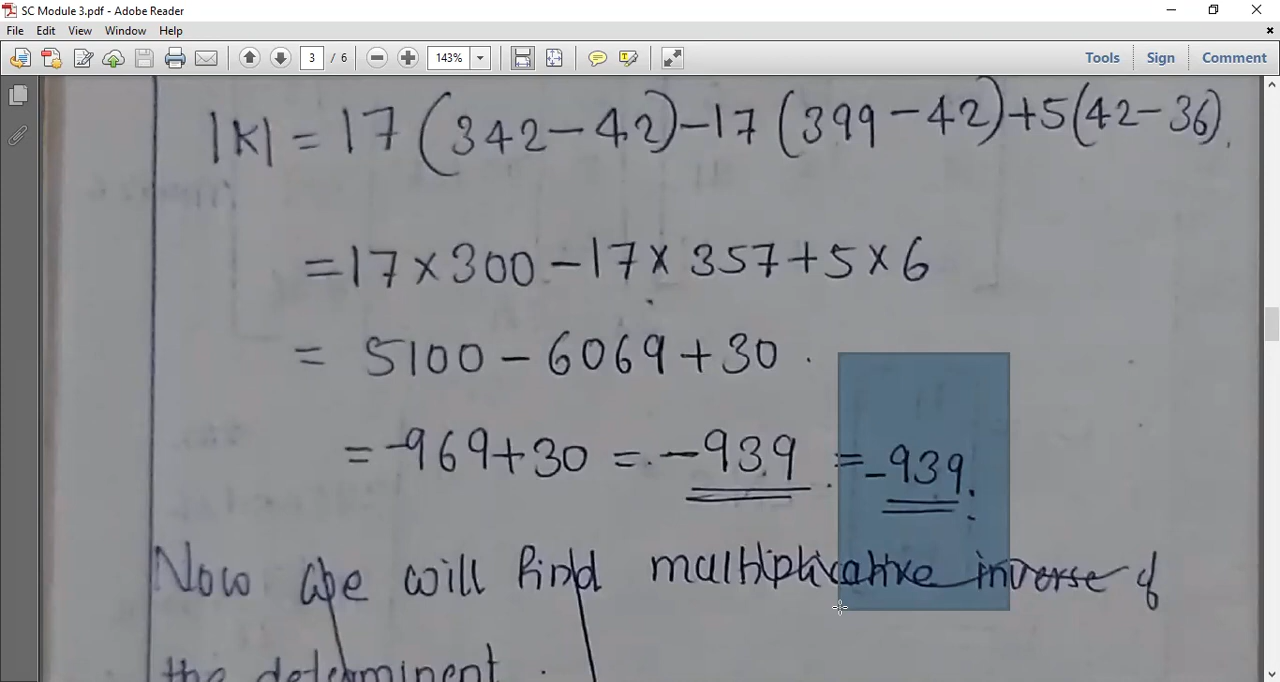 SC Module 3.pdf - Adobe Reader
File Edit View Window Help
3 / 6 143% Tools Sign Comment
|K| = 17 (342-42) -17 (399-42)+5(42-36).
=17×300-17×357+5×6
= 5100-6069+30.
= -969+30 = -939 = -939.
Now we will find multiplicative inverse of
the determinent.